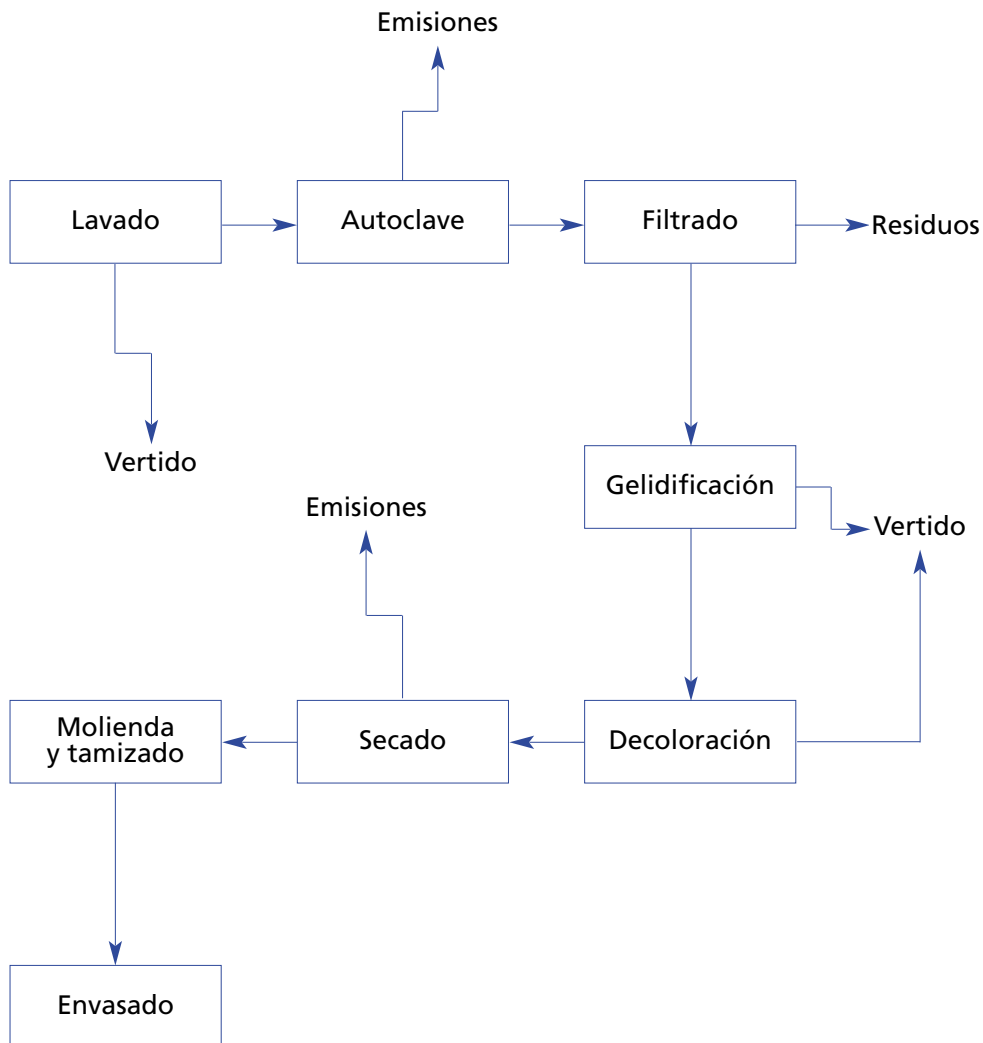 Emisiones
Lavado
Autoclave
Filtrado
Residuos
Vertido
Gelidificación
Emisiones
Vertido
Molienda
y tamizado
Secado
Decoloración
Envasado